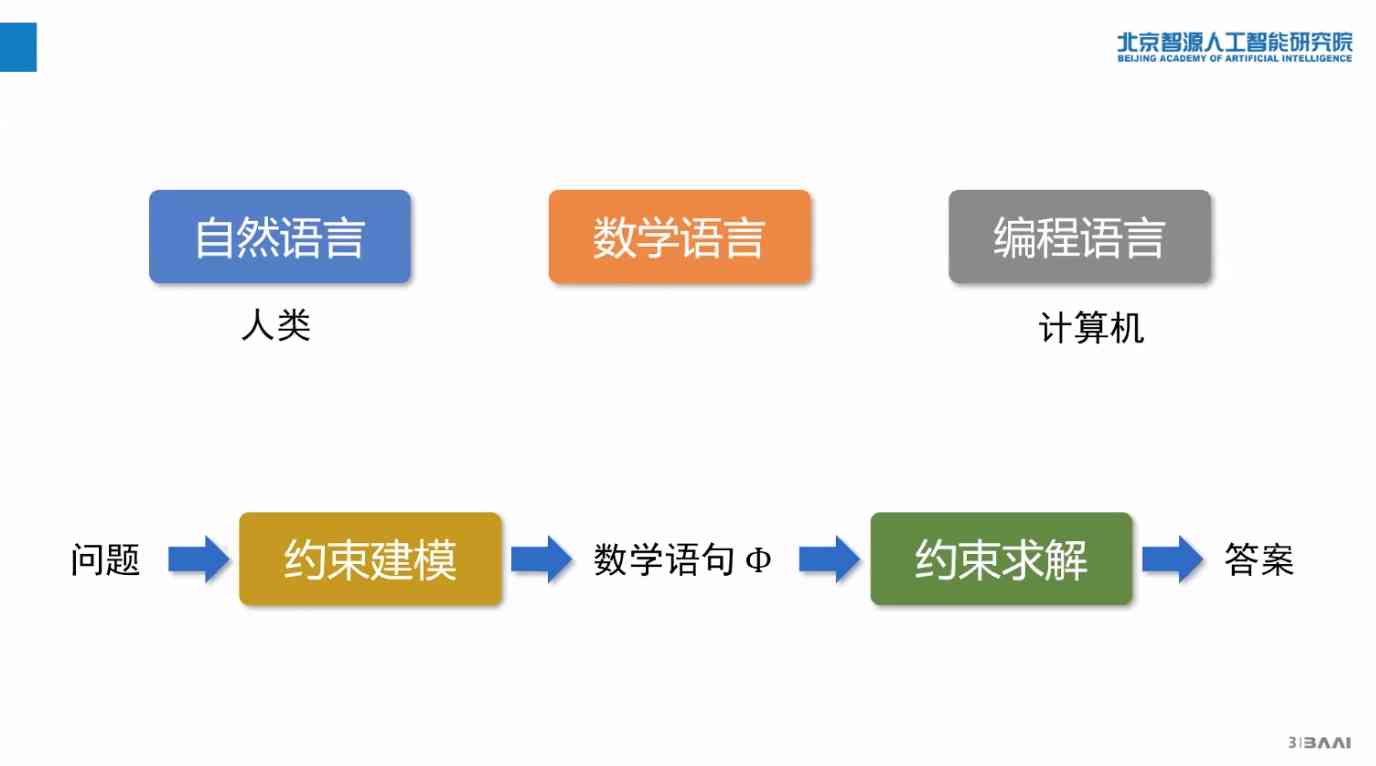 北京智源人工智能研究院
BEIJING ACADEMY OF ARTIFICIAL INTELLIGENCE
自然语言 数学语言 编程语言
人类 计算机
问题 约束建模 数学语句 Φ 约束求解 答案
3 | BAAI